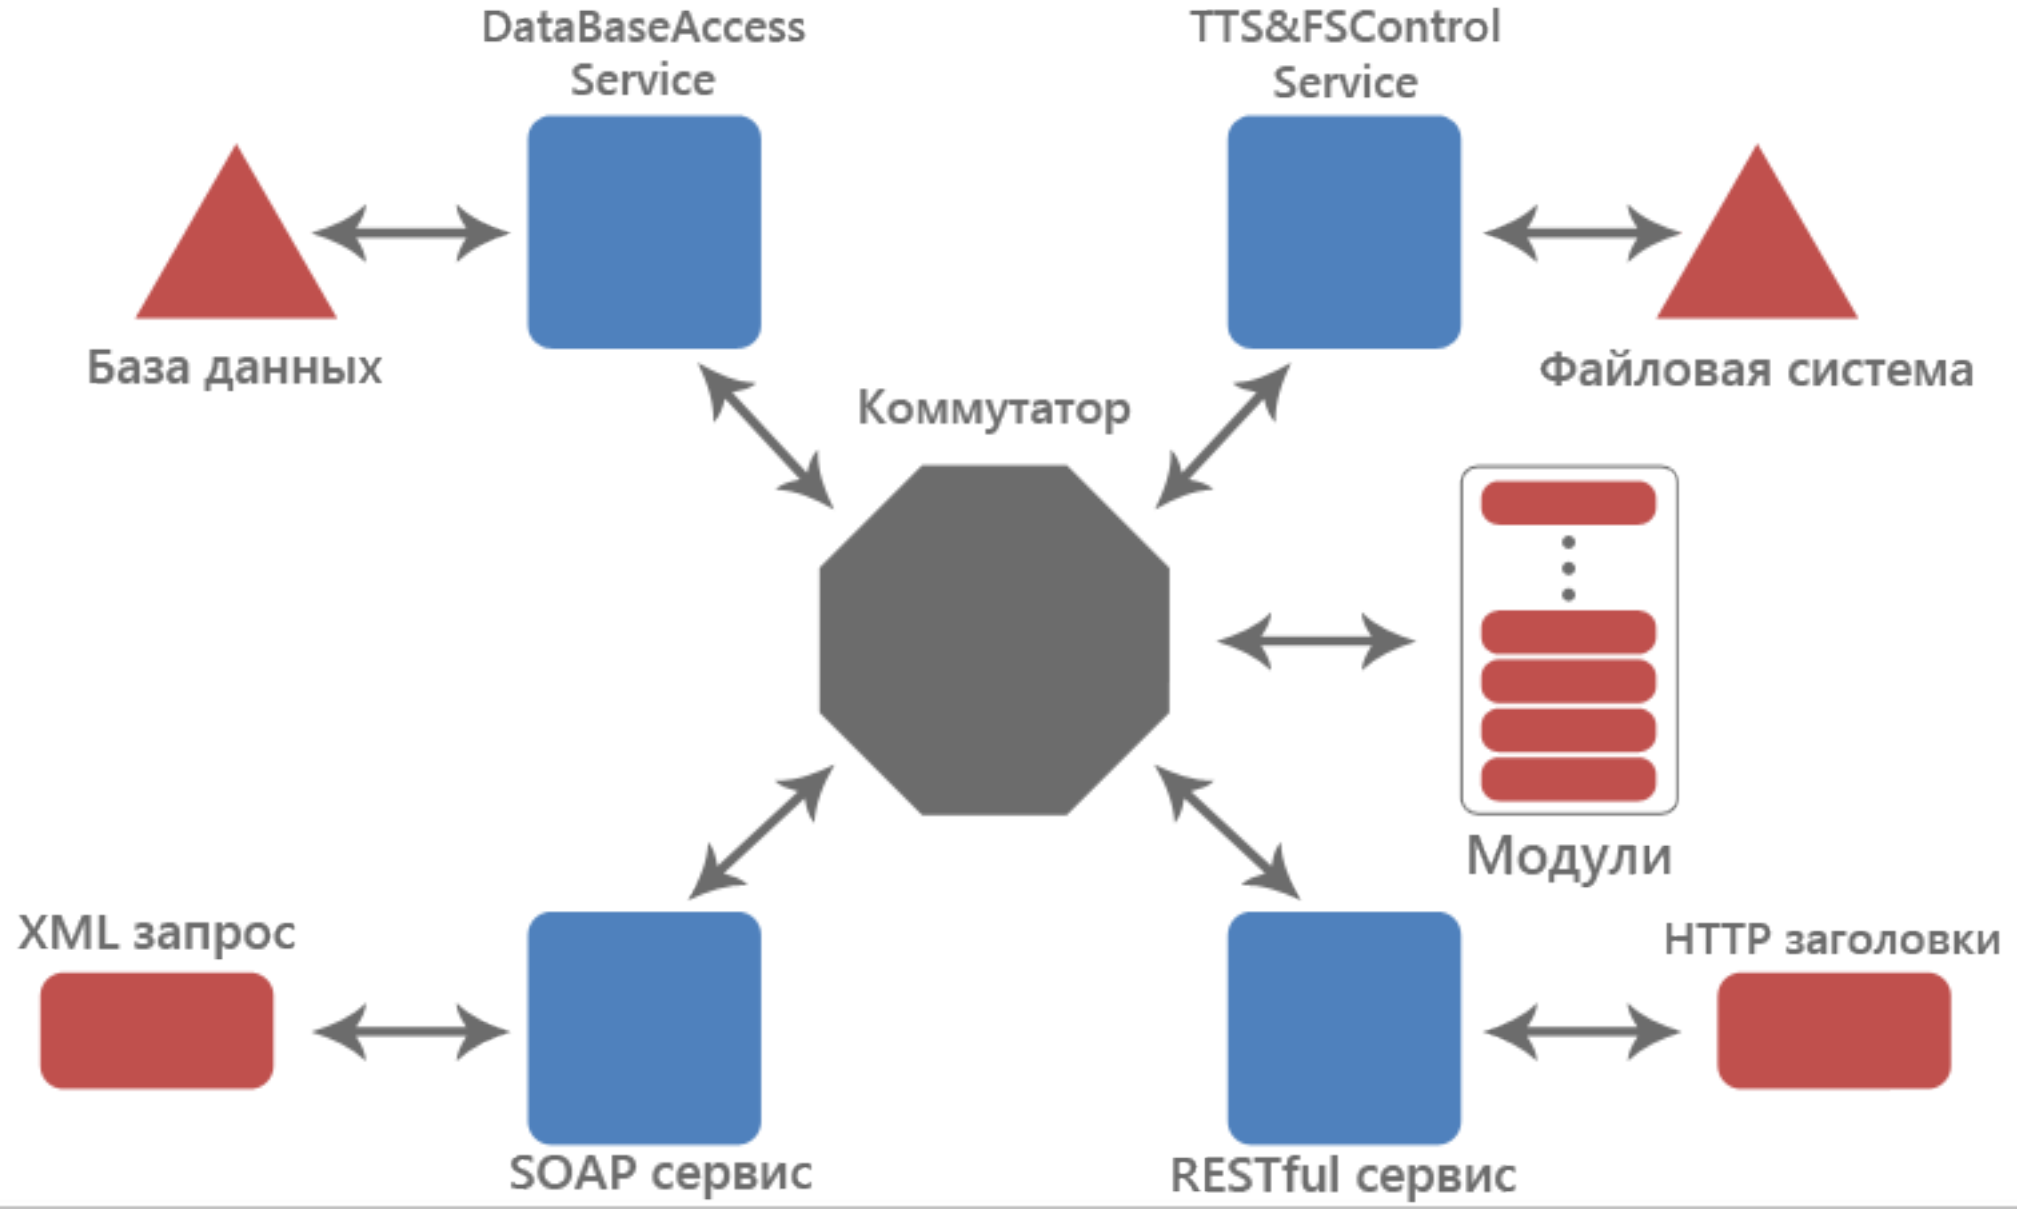 DataBaseAccess
Service
TTS&FSControl
Service
База данных
Файловая система
Коммутатор
Модули
XML запрос
HTTP заголовки
SOAP сервис
RESTful сервис